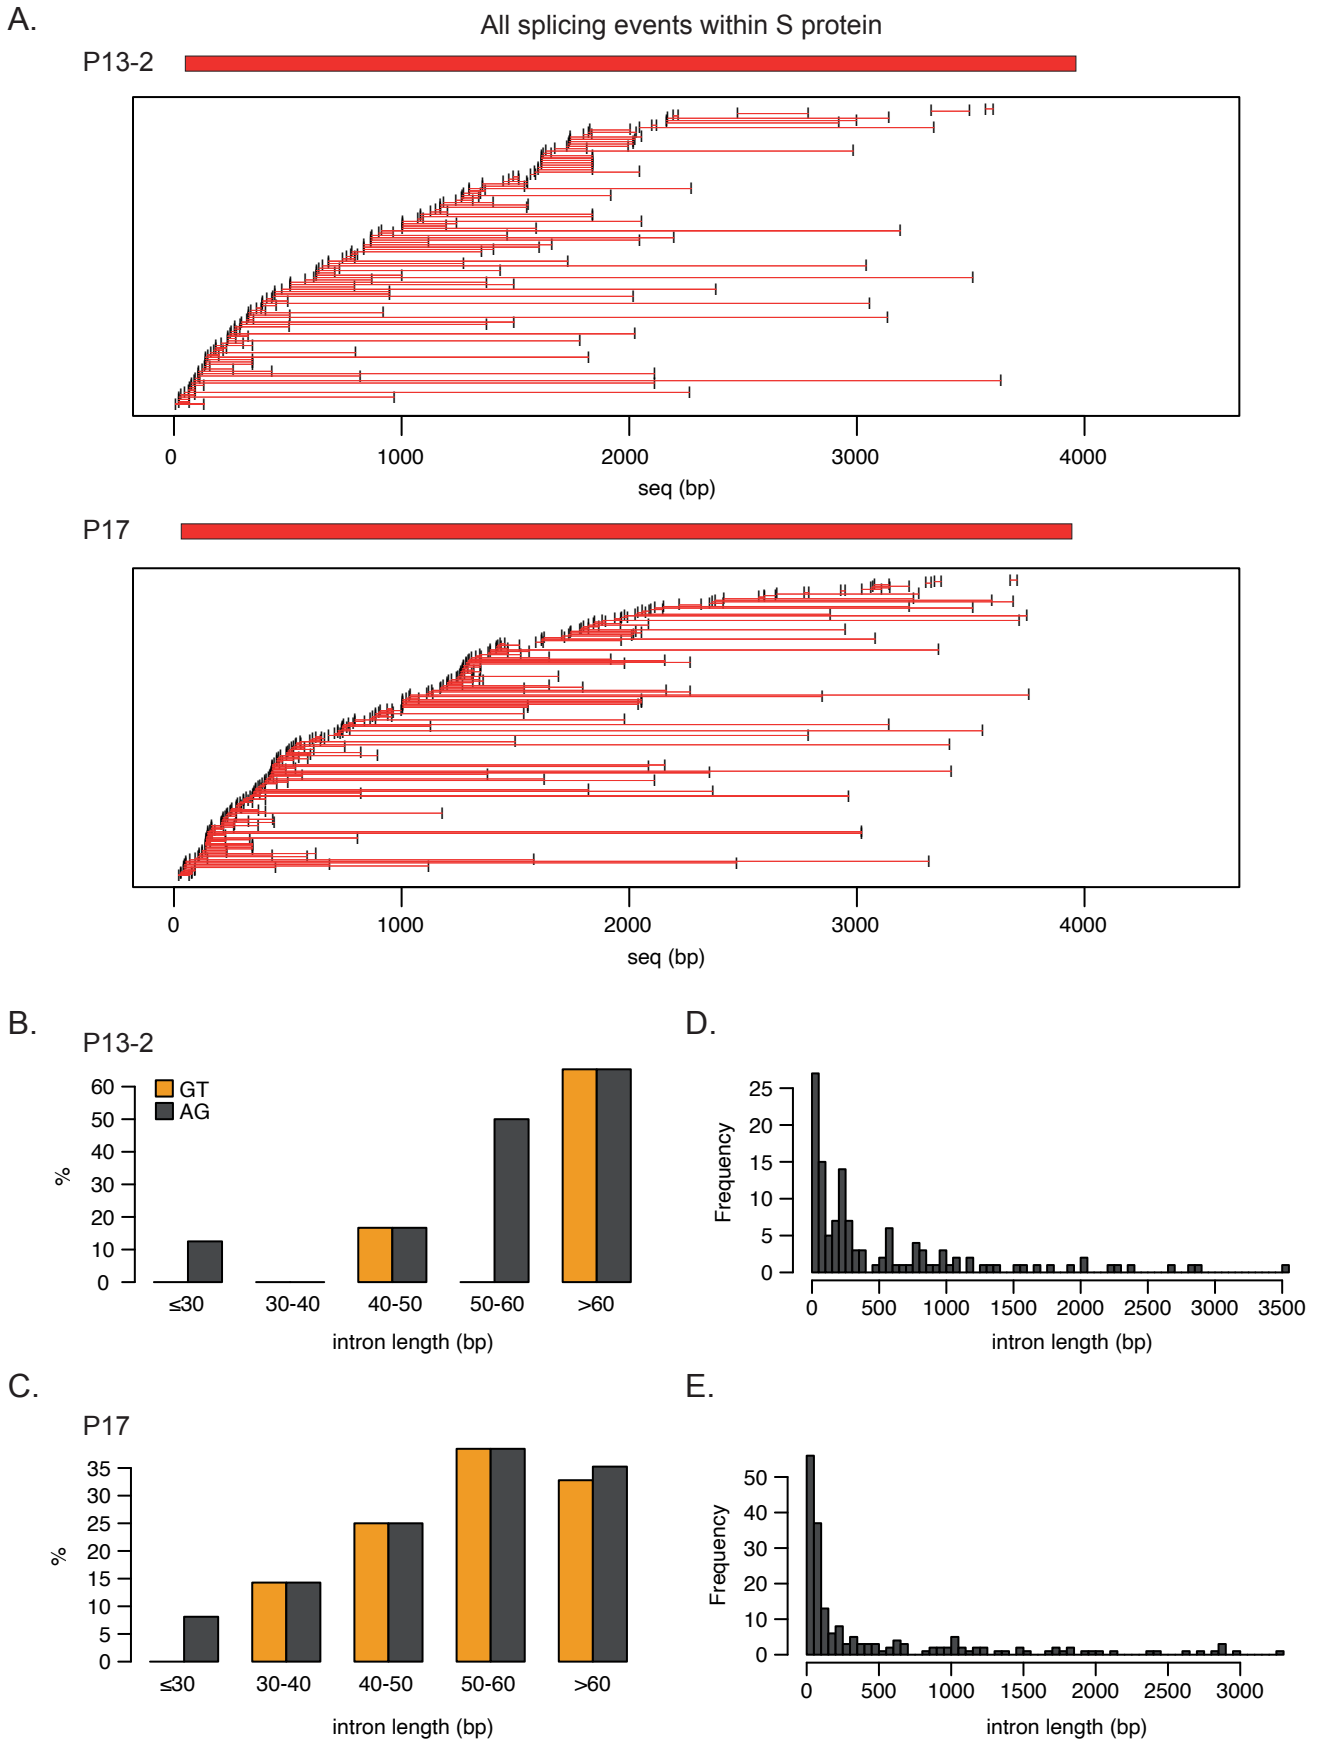 A.
All splicing events within S protein
P13-2
0 1000 2000 3000 4000
seq (bp)
P17
0 1000 2000 3000 4000
seq (bp)
B.
P13-2
GT
AG
60
50
40
30
20
10
0
%
≤30 30-40 40-50 50-60 >60
intron length (bp)
D.
25
20
15
10
5
0
Frequency
0 500 1000 1500 2000 2500 3000 3500
intron length (bp)
C.
P17
35
30
25
20
15
10
5
0
%
≤30 30-40 40-50 50-60 >60
intron length (bp)
E.
50
40
30
20
10
0
Frequency
0 500 1000 1500 2000 2500 3000
intron length (bp)